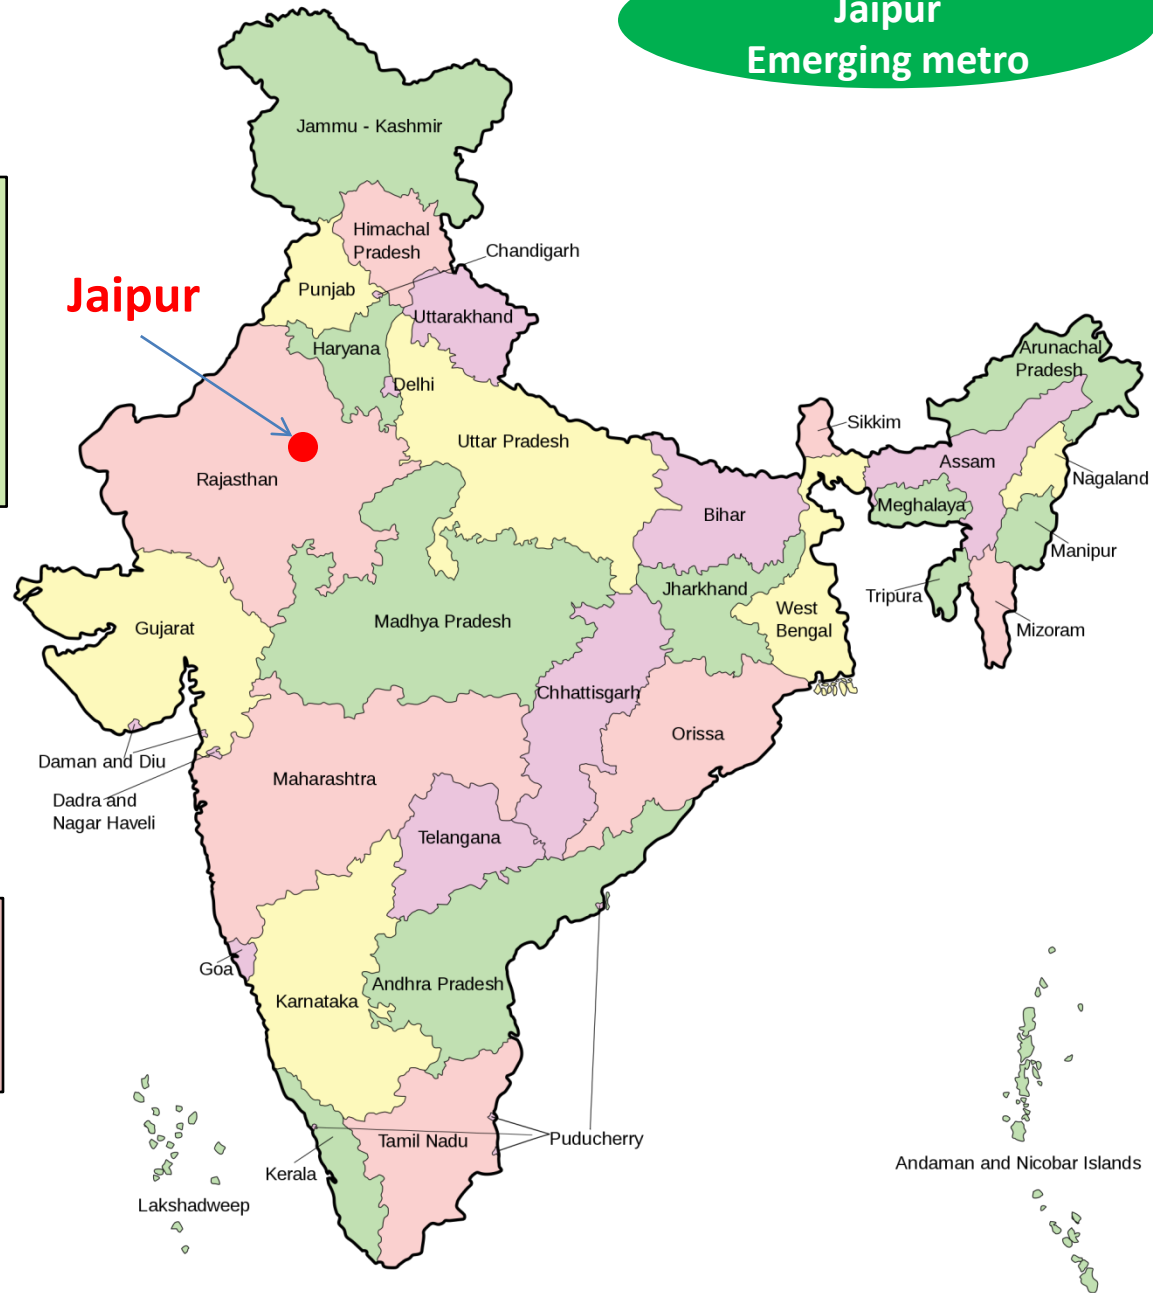 Jaipur
Emerging metro
Jammu - Kashmir
Himachal
Pradesh
Chandigarh
Punjab
Jaipur
Uttarakhand
Haryana
Delhi
Arunachal
Pradesh
Sikkim
Uttar Pradesh
Assam
Rajasthan
Nagaland
Meghalaya
Bihar
Manipur
Jharkhand
Tripura
West
Bengal
Gujarat
Madhya Pradesh
Mizoram
Chhattisgarh
Orissa
Daman and Diu
Maharashtra
Dadra and
Nagar Haveli
Telangana
Goa
Andhra Pradesh
Karnataka
Tamil Nadu
Puducherry
Andaman and Nicobar Islands
Kerala
Lakshadweep